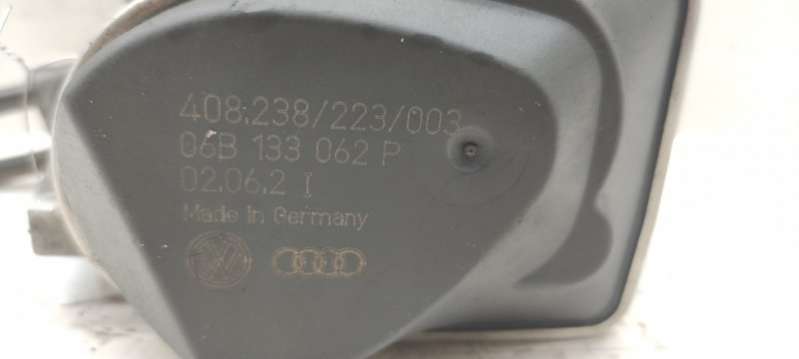 408.238/223/003
06B 133 062 P
02.06.2 I
Made in Germany